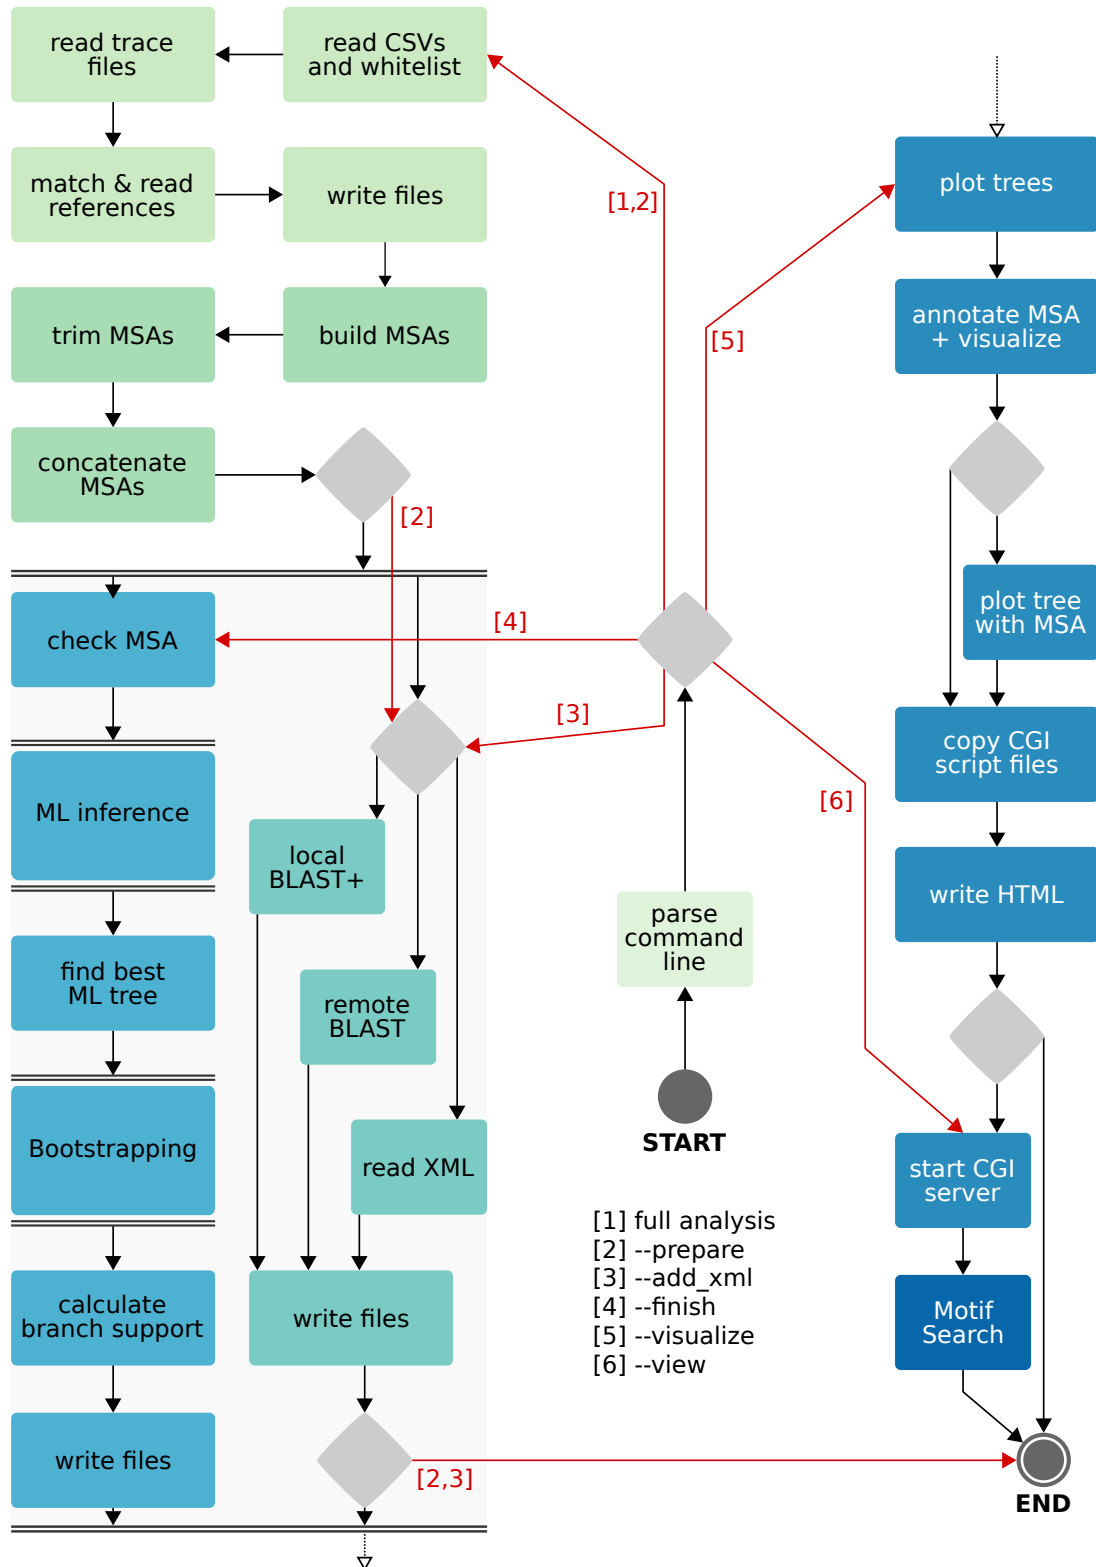 read trace
files
read CSVs
and whitelist
match & read
references
write files
trim MSAs
build MSAs
concatenate
MSAs
[2]
check MSA
ML inference
find best
ML tree
Bootstrapping
calculate
branch support
write files
local
BLAST+
remote
BLAST
read XML
write files
[2,3]
[1,2]
[5]
[4]
[3]
[6]
parse
command
line
START
[1] full analysis
[2] --prepare
[3] --add_xml
[4] --finish
[5] --visualize
[6] --view
plot trees
annotate MSA
+ visualize
plot tree
with MSA
copy CGI
script files
write HTML
start CGI
server
Motif
Search
END